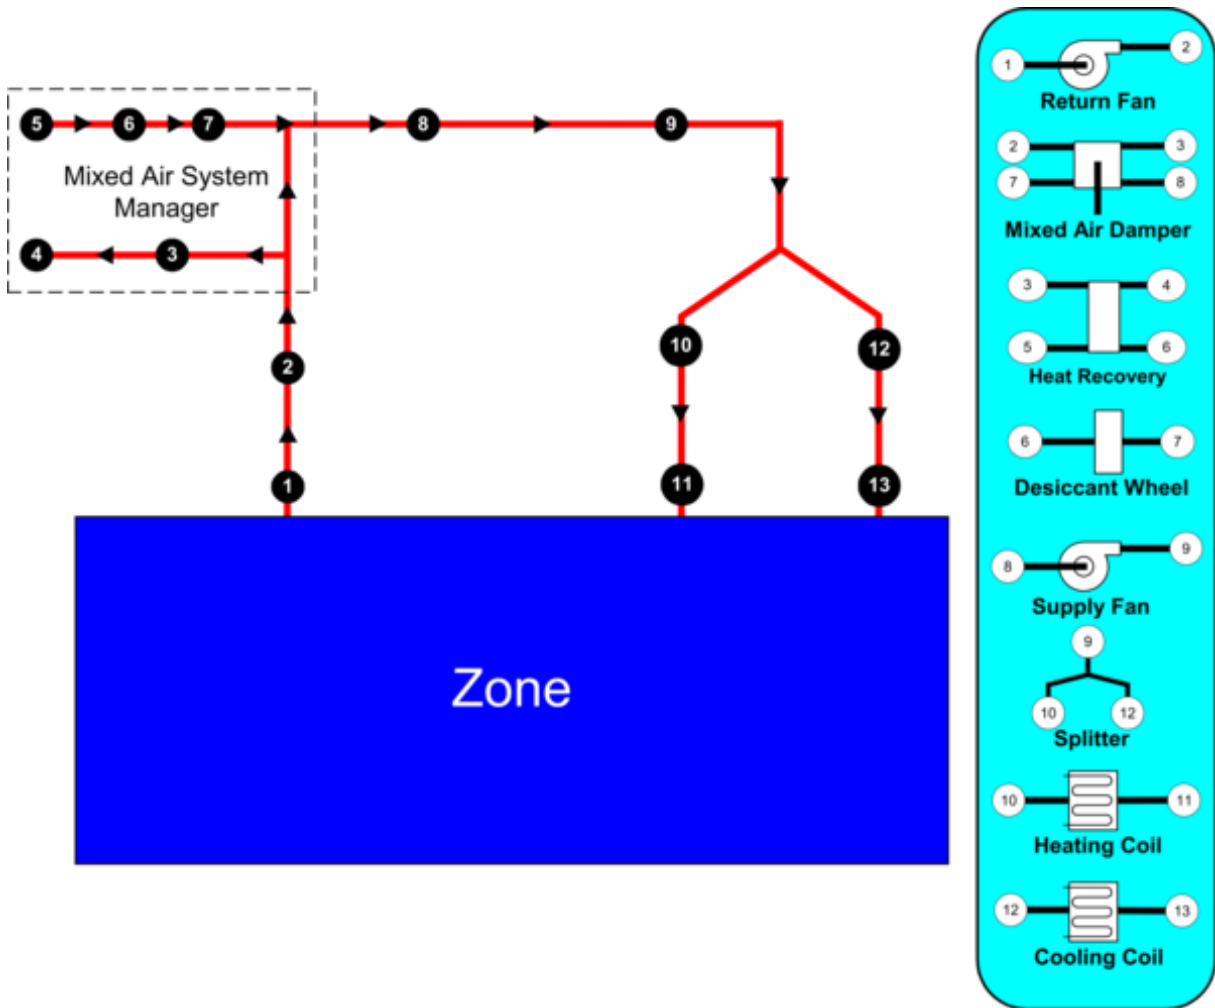 5 6 7 8 9
Mixed Air System
Manager
4 3
10 12
2
1 11 13
Zone
1 2
Return Fan
2 3
7 8
Mixed Air Damper
3 4
5 6
Heat Recovery
6 7
Desiccant Wheel
8 9
Supply Fan
9
10 12
Splitter
10 11
Heating Coil
12 13
Cooling Coil